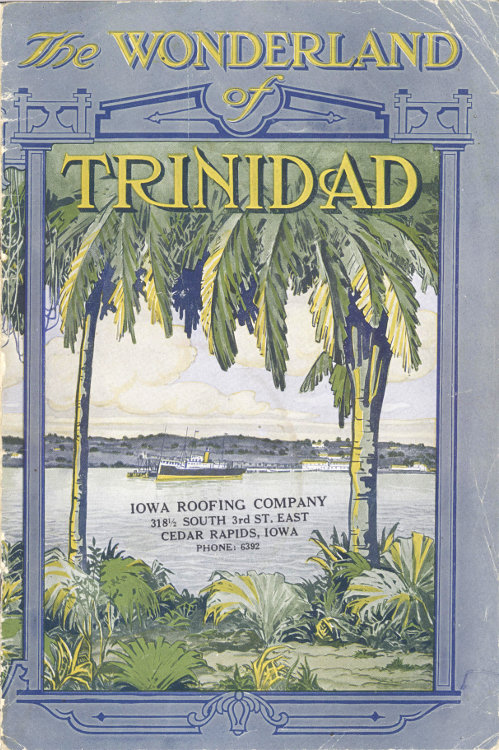 The WONDERLAND
of
TRINIDAD
IOWA ROOFING COMPANY
318½ SOUTH 3rd ST. EAST
CEDAR RAPIDS, IOWA
PHONE: 6392